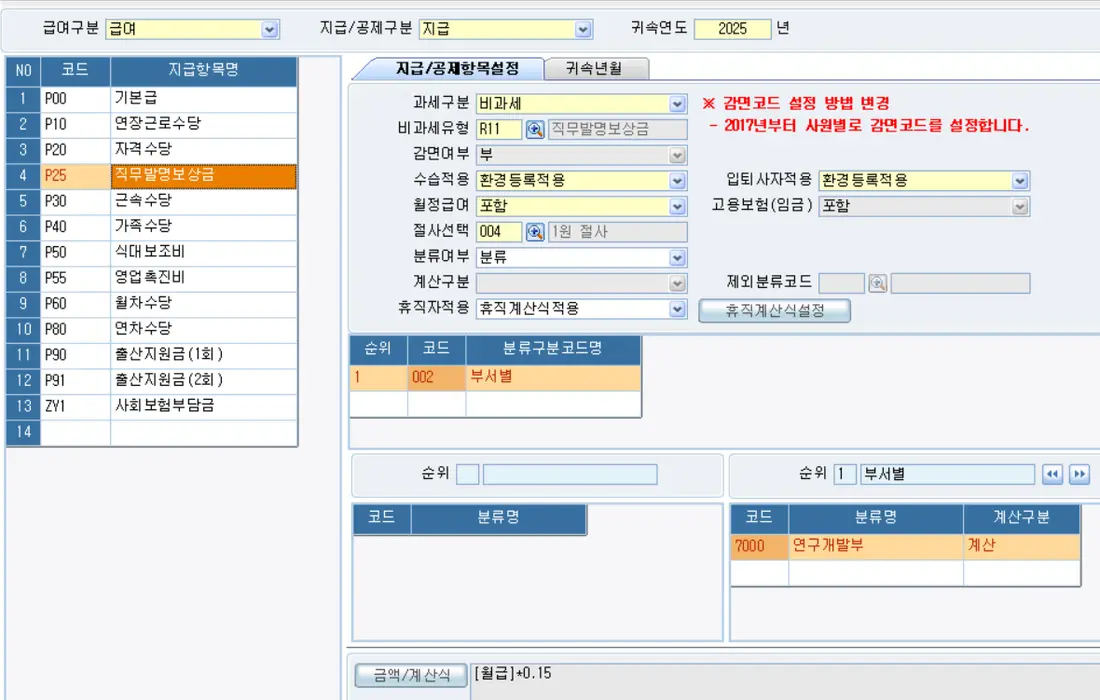 급여구분 급여 지급/공제구분 지급 귀속연도 2025 년
NO 코드 지급항목명
1 P00 기본급
2 P10 연장근로수당
3 P20 자격수당
4 P25 직무발명보상금
5 P30 근속수당
6 P40 가족수당
7 P50 식대보조비
8 P55 영업촉진비
9 P60 월차수당
10 P80 연차수당
11 P90 출산지원금(1회)
12 P91 출산지원금(2회)
13 ZY1 사회보험부담금
14
지급/공제항목설정 귀속년월
과세구분 비과세
※ 감면코드 설정 방법 변경
비과세유형 R11 직무발명보상금
- 2017년부터 사원별로 감면코드를 설정합니다.
감면여부 부
수습적용 환경등록적용 입퇴사자적용 환경등록적용
월정급여 포함 고용보험(임금) 포함
절사선택 004 1원 절사
분류여부 분류
계산구분 제외분류코드
휴직자적용 휴직계산식적용 휴직계산식설정
순위 코드 분류구분코드명
1 002 부서별
순위
순위 1 부서별
코드 분류명
코드 분류명 계산구분
7000 연구개발부 계산
금액/계산식 [월급]*0.15